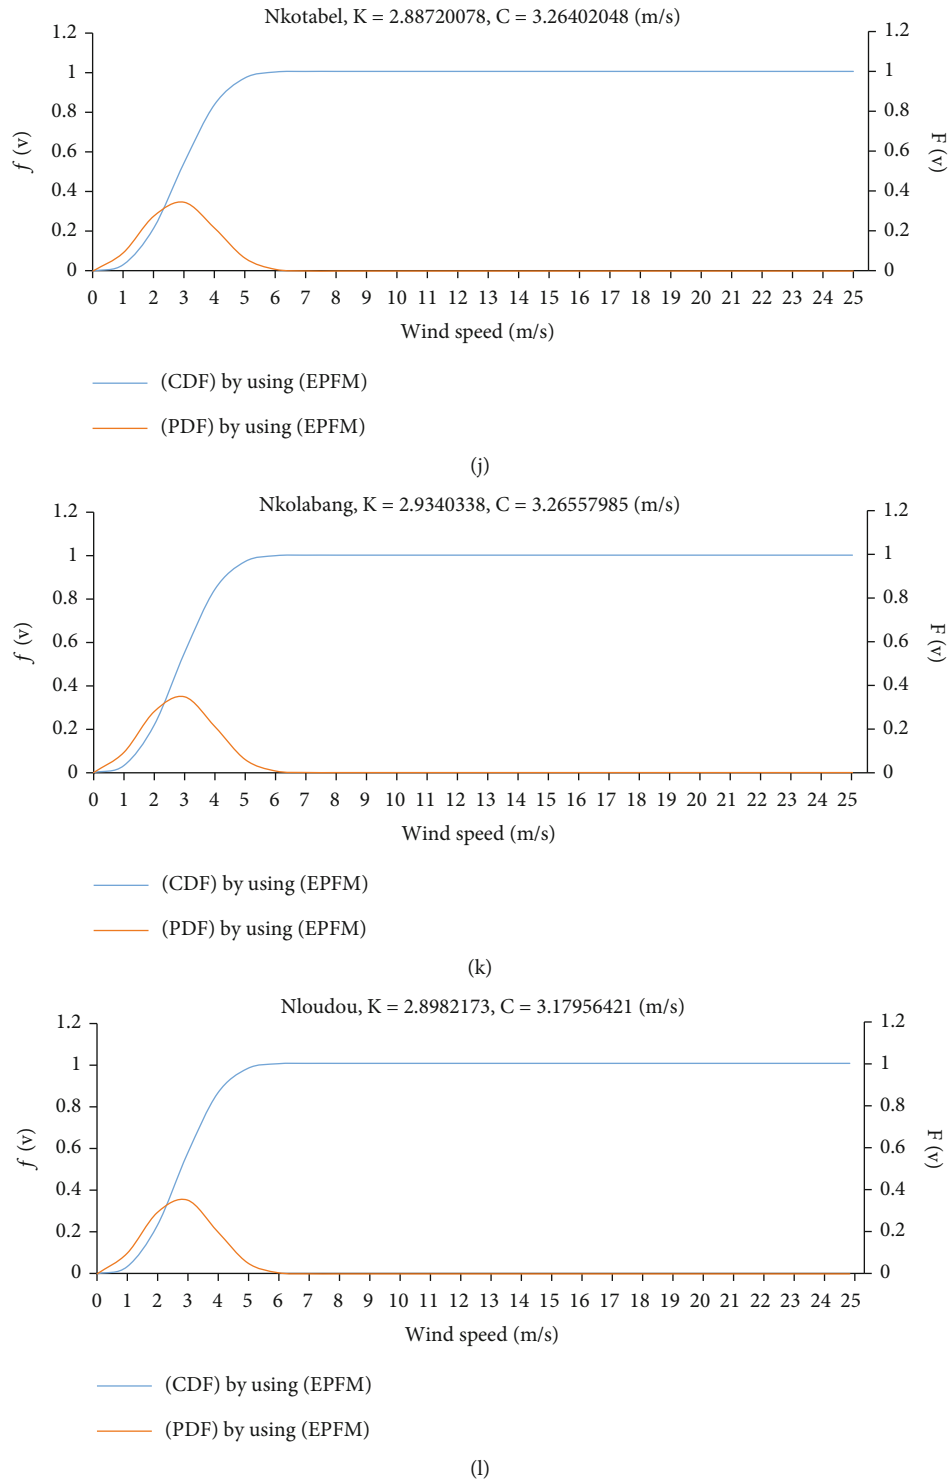 Nkotabel, K = 2.88720078, C = 3.26402048 (m/s)
1.2 1.2
1 1
0.8 0.8
0.6 0.6
0.4 0.4
0.2 0.2
0 0
f (v)
F (v)
0 1 2 3 4 5 6 7 8 9 10 11 12 13 14 15 16 17 18 19 20 21 22 23 24 25
Wind speed (m/s)
(CDF) by using (EPFM)
(PDF) by using (EPFM)
(j)
Nkolabang, K = 2.9340338, C = 3.26557985 (m/s)
1.2 1.2
1 1
0.8 0.8
0.6 0.6
0.4 0.4
0.2 0.2
0 0
f (v)
F (v)
0 1 2 3 4 5 6 7 8 9 10 11 12 13 14 15 16 17 18 19 20 21 22 23 24 25
Wind speed (m/s)
(CDF) by using (EPFM)
(PDF) by using (EPFM)
(k)
Nloudou, K = 2.8982173, C = 3.17956421 (m/s)
1.2 1.2
1 1
0.8 0.8
0.6 0.6
0.4 0.4
0.2 0.2
0 0
f (v)
F (v)
0 1 2 3 4 5 6 7 8 9 10 11 12 13 14 15 16 17 18 19 20 21 22 23 24 25
Wind speed (m/s)
(CDF) by using (EPFM)
(PDF) by using (EPFM)
(l)